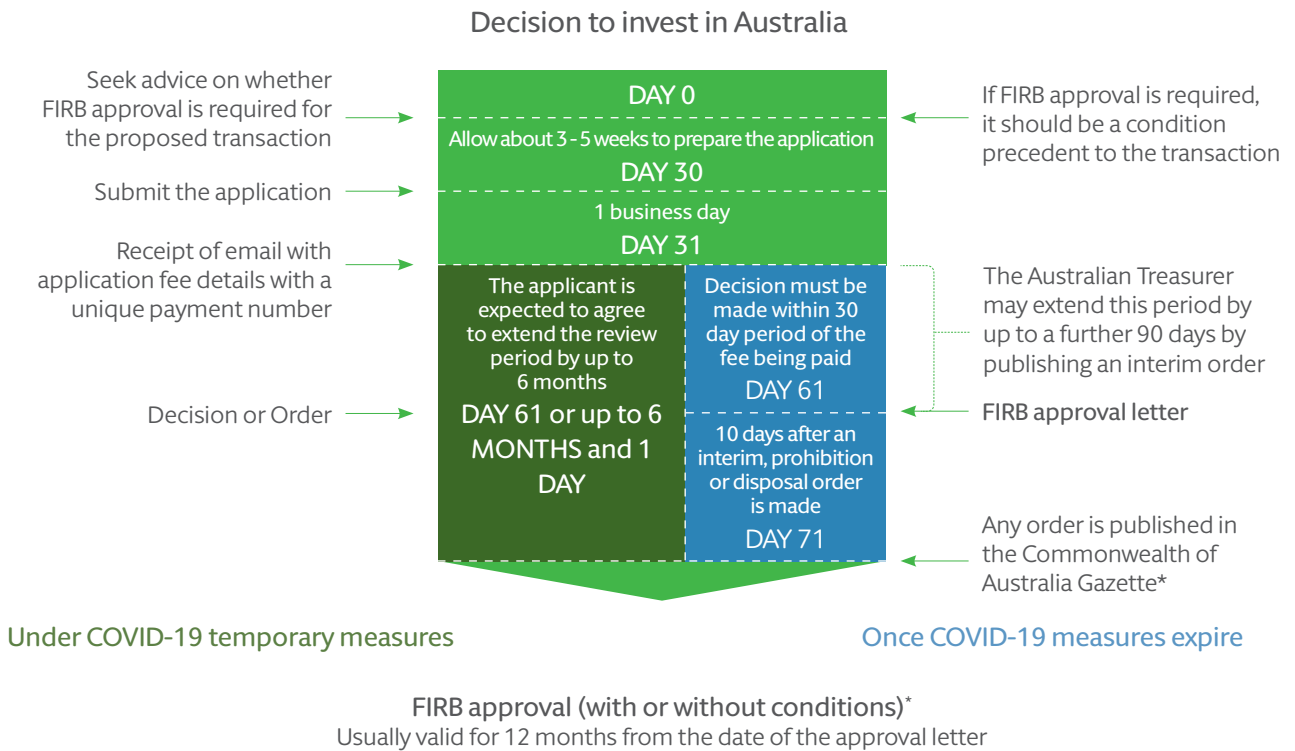 Decision to invest in Australia
Seek advice on whether
FIRB approval is required for
the proposed transaction
DAY 0
If FIRB approval is required,
it should be a condition
precedent to the transaction
Allow about 3 - 5 weeks to prepare the application
DAY 30
Submit the application
1 business day
DAY 31
Receipt of email with
application fee details with a
unique payment number
The applicant is
expected to agree
to extend the review
period by up to
6 months
DAY 61 or up to 6
MONTHS and 1
DAY
Decision must be
made within 30
day period of the
fee being paid
DAY 61
The Australian Treasurer
may extend this period by
up to a further 90 days by
publishing an interim order
Decision or Order
FIRB approval letter
10 days after an
interim, prohibition
or disposal order
is made
DAY 71
Any order is published in
the Commonwealth of
Australia Gazette*
Under COVID-19 temporary measures
Once COVID-19 measures expire
FIRB approval (with or without conditions)*
Usually valid for 12 months from the date of the approval letter